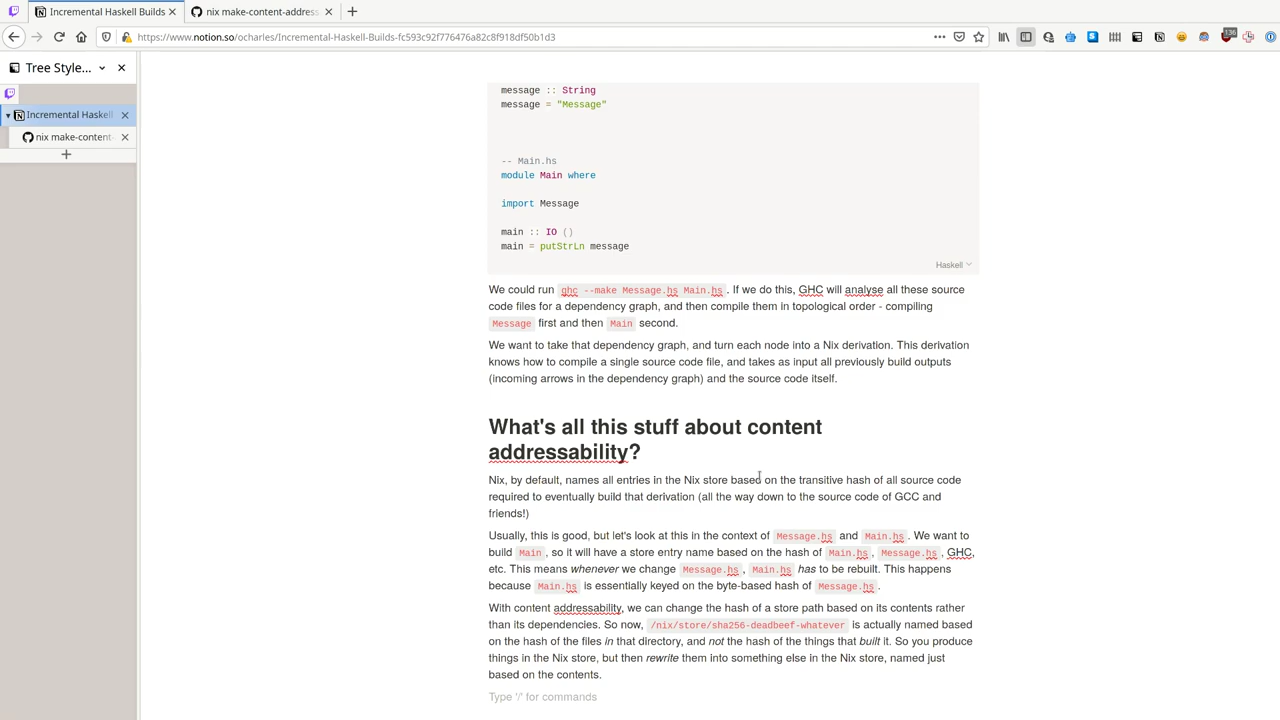 Incremental Haskell Builds
nix make-content-address
https://www.notion.so/ocharles/Incremental-Haskell-Builds-fc593c92f776476a82c8f918df50b1d3
136
Tree Style...
Incremental Haskell
nix make-content-
message :: String
message = "Message"
-- Main.hs
module Main where
import Message
main :: IO ()
main = putStrLn message
Haskell
We could run ghc --make Message.hs Main.hs . If we do this, GHC will analyse all these source
code files for a dependency graph, and then compile them in topological order - compiling
Message first and then Main second.
We want to take that dependency graph, and turn each node into a Nix derivation. This derivation
knows how to compile a single source code file, and takes as input all previously build outputs
(incoming arrows in the dependency graph) and the source code itself.
What's all this stuff about content
addressability?
Nix, by default, names all entries in the Nix store based on the transitive hash of all source code
required to eventually build that derivation (all the way down to the source code of GCC and
friends!)
Usually, this is good, but let's look at this in the context of Message.hs and Main.hs . We want to
build Main , so it will have a store entry name based on the hash of Main.hs , Message.hs , GHC,
etc. This means whenever we change Message.hs , Main.hs has to be rebuilt. This happens
because Main.hs is essentially keyed on the byte-based hash of Message.hs .
With content addressability, we can change the hash of a store path based on its contents rather
than its dependencies. So now, /nix/store/sha256-deadbeef-whatever is actually named based
on the hash of the files in that directory, and not the hash of the things that built it. So you produce
things in the Nix store, but then rewrite them into something else in the Nix store, named just
based on the contents.
Type '/' for commands